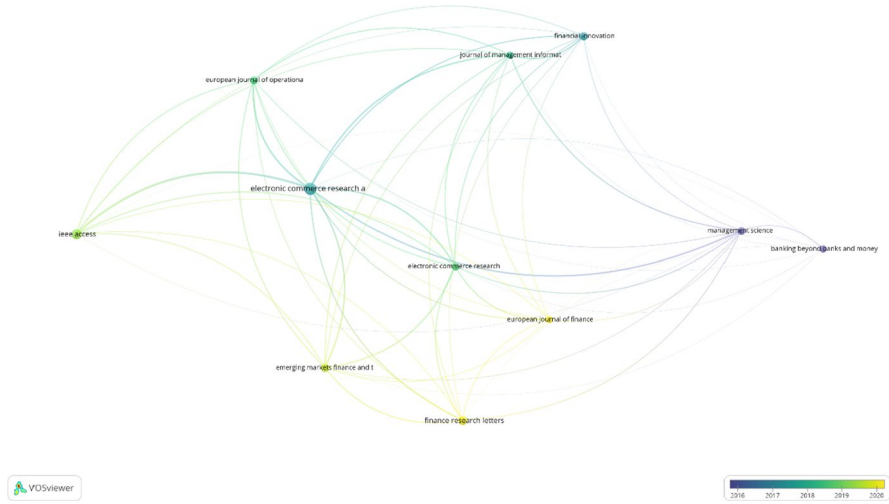 financial innovation
journal of management informat
european journal of operationa
electronic commerce research a
ieee access
management science
banking beyond banks and money
electronic commerce research
european journal of finance
emerging markets finance and t
finance research letters
VOSviewer
2016 2017 2018 2019 2020